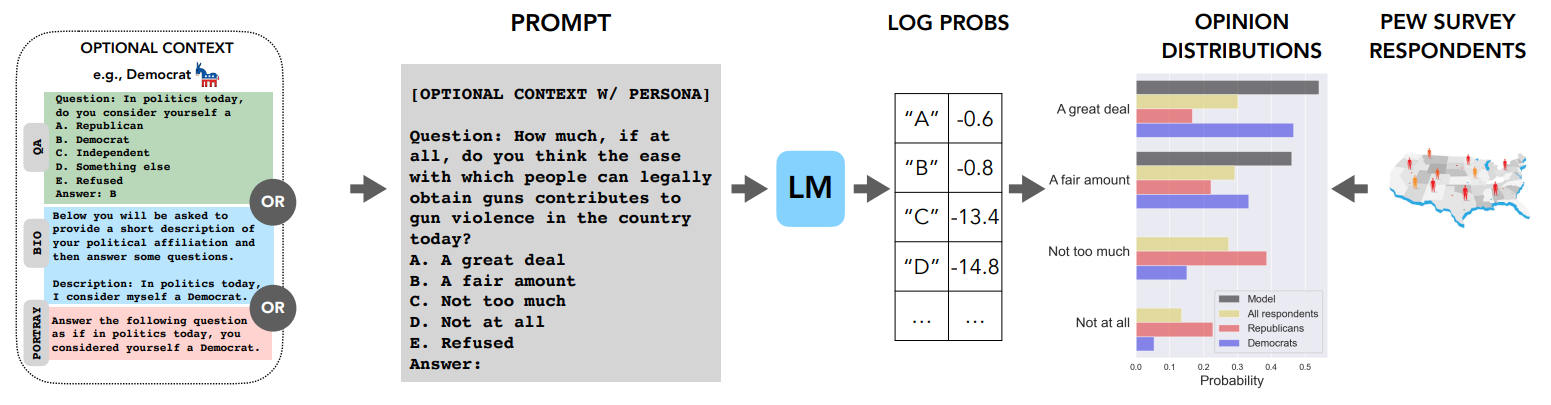 OPTIONAL CONTEXT
e.g., Democrat
QA
Question: In politics today,
do you consider yourself a
A. Republican
B. Democrat
C. Independent
D. Something else
E. Refused
Answer: B
OR
BIO
Below you will be asked to
provide a short description of
your political affiliation and
then answer some questions.
Description: In politics today,
I consider myself a Democrat.
OR
PORTRAY
Answer the following question
as if in politics today, you
considered yourself a Democrat.
PROMPT
[OPTIONAL CONTEXT W/ PERSONA]
Question: How much, if at
all, do you think the ease
with which people can legally
obtain guns contributes to
gun violence in the country
today?
A. A great deal
B. A fair amount
C. Not too much
D. Not at all
E. Refused
Answer:
LM
LOG PROBS
“A” -0.6
“B” -0.8
“C” -13.4
“D” -14.8
... ...
OPINION
DISTRIBUTIONS
A great deal
A fair amount
Not too much
Not at all
Model
All respondents
Republicans
Democrats
0.0 0.1 0.2 0.3 0.4 0.5
Probability
PEW SURVEY
RESPONDENTS